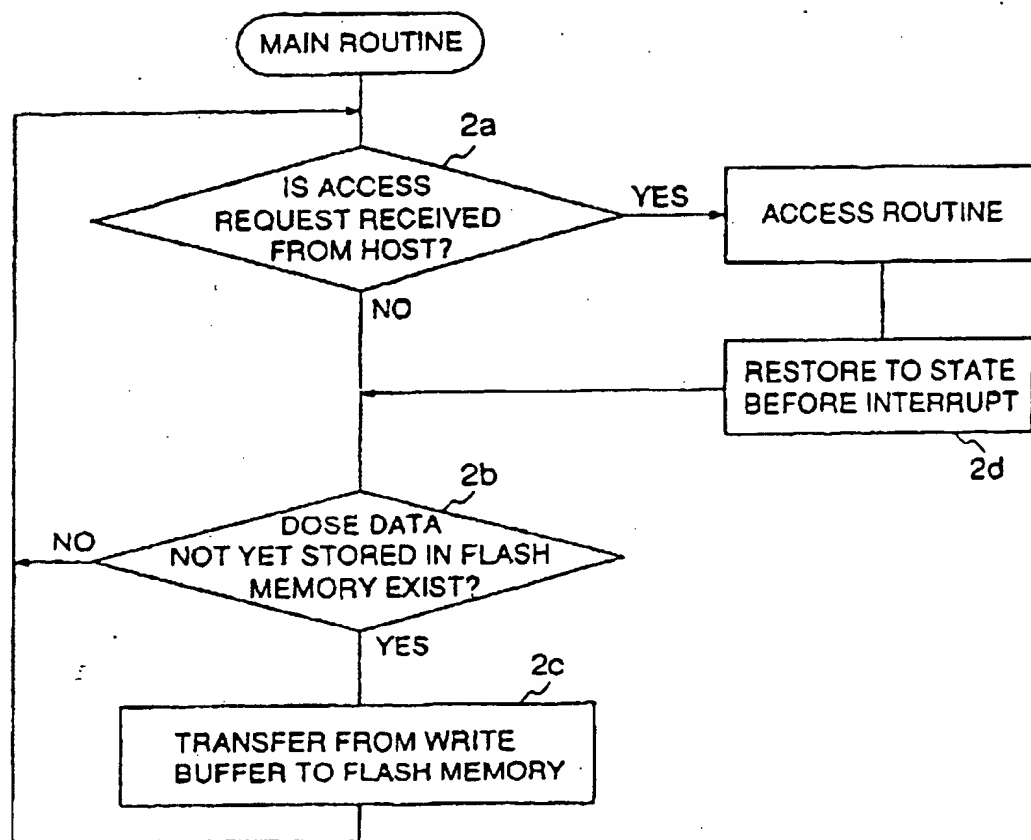 MAIN ROUTINE
2a
IS ACCESS
REQUEST RECEIVED
FROM HOST?
YES
ACCESS ROUTINE
NO
RESTORE TO STATE
BEFORE INTERRUPT
2d
2b
DOSE DATA
NOT YET STORED IN FLASH
MEMORY EXIST?
NO
YES
2c
TRANSFER FROM WRITE
BUFFER TO FLASH MEMORY